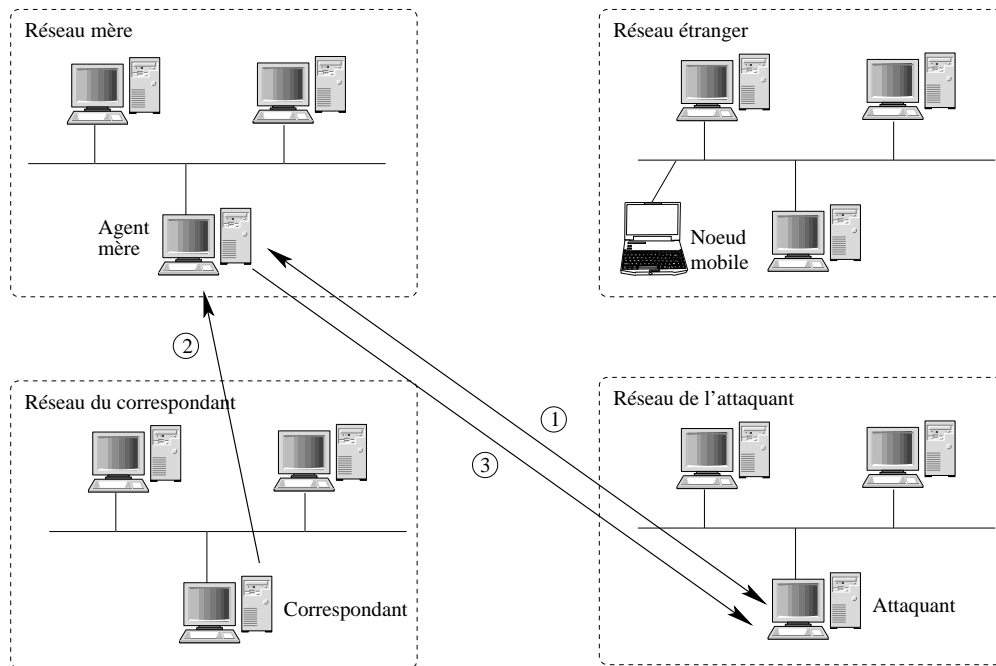 Réseau mère
Réseau étranger
Agent
mère
Noeud
mobile
2
Réseau du correspondant
Réseau de l'attaquant
1
3
Correspondant
Attaquant